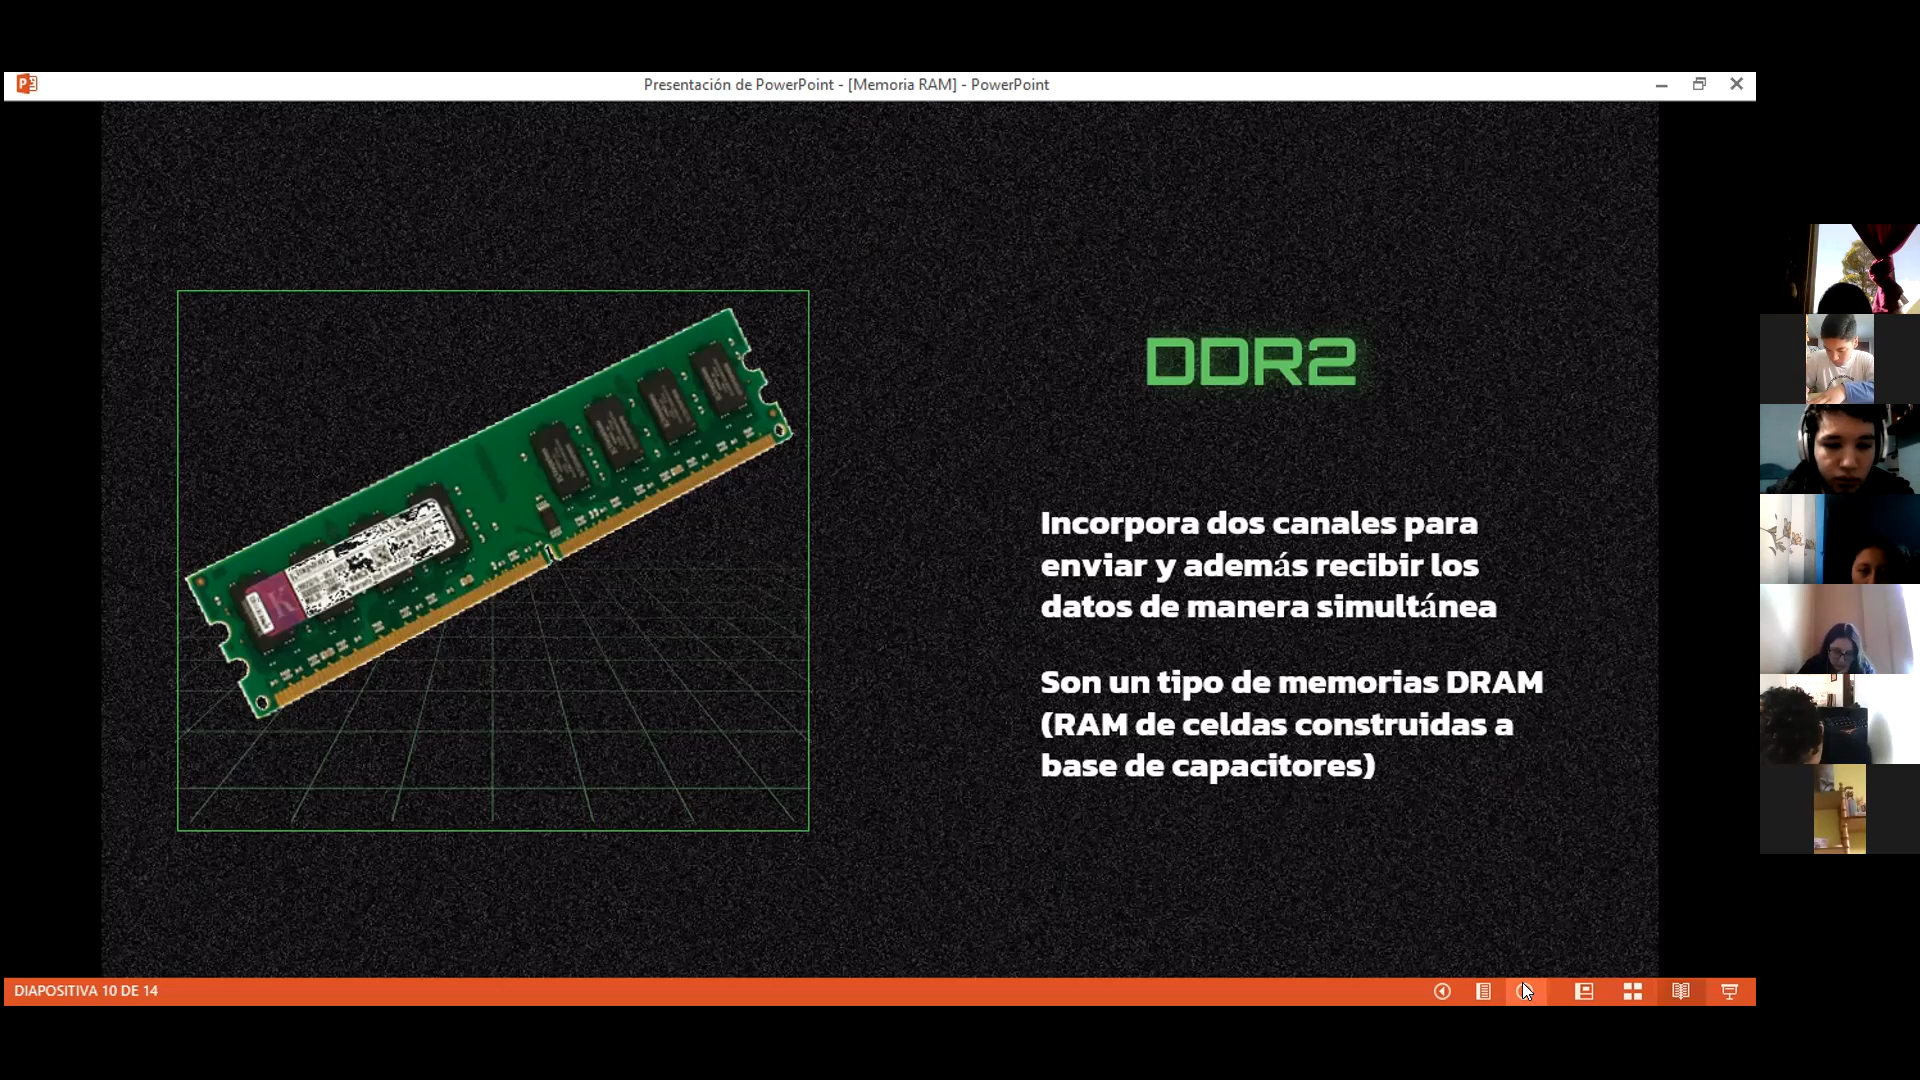 Presentación de PowerPoint - [Memoria RAM] - PowerPoint
DDR2
Incorpora dos canales para
enviar y además recibir los
datos de manera simultánea
Son un tipo de memorias DRAM
(RAM de celdas construidas a
base de capacitores)
K
DIAPOSITIVA 10 DE 14